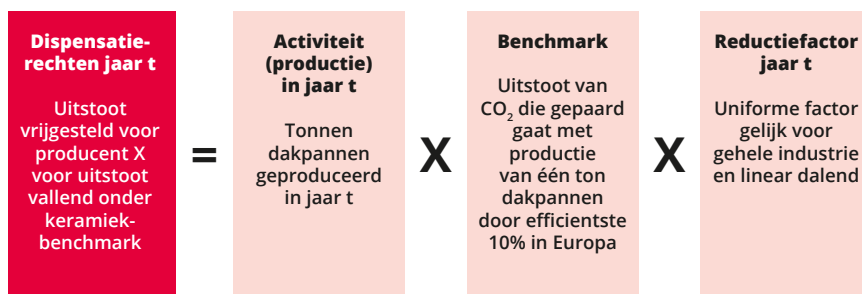 Dispensatie-
rechten jaar t
Uitstoot
vrijgesteld voor
producent X
voor uitstoot
vallend onder
keramiek-
benchmark
=
Activiteit
(productie)
in jaar t
Tonnen
dakpannen
geproduceerd
in jaar t
X
Benchmark
Uitstoot van
CO₂ die gepaard
gaat met
productie
van één ton
dakpannen
door efficientste
10% in Europa
X
Reductiefactor
jaar t
Uniforme factor
gelijk voor
gehele industrie
en linear dalend